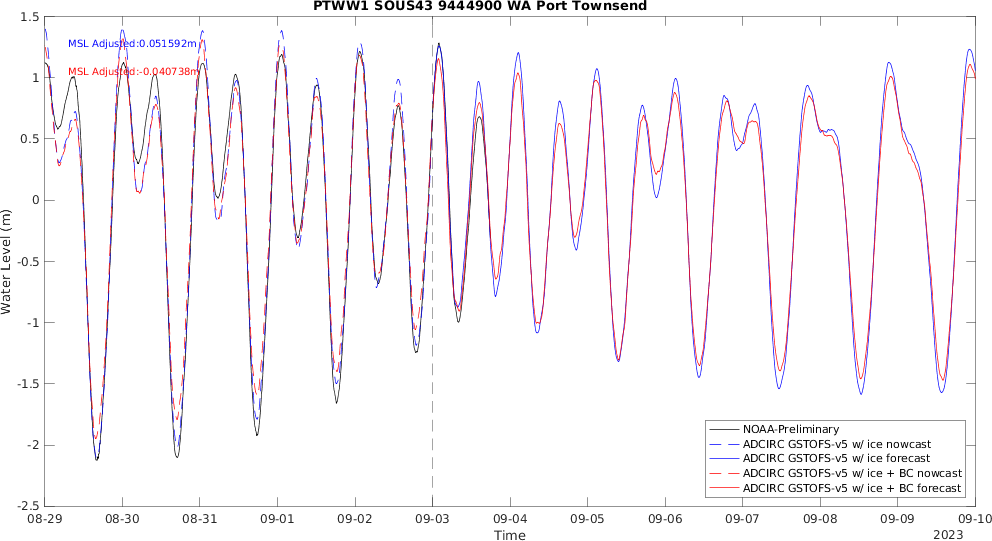 PTWW1 SOUS43 9444900 WA Port Townsend
MSL Adjusted:0.051592m
MSL Adjusted:-0.040738m
Water Level (m)
1.5
1
0.5
0
-0.5
-1
-1.5
-2
-2.5
NOAA-Preliminary
ADCIRC GSTOFS-v5 w/ ice nowcast
ADCIRC GSTOFS-v5 w/ ice forecast
ADCIRC GSTOFS-v5 w/ ice + BC nowcast
ADCIRC GSTOFS-v5 w/ ice + BC forecast
08-29 08-30 08-31 09-01 09-02 09-03 09-04 09-05 09-06 09-07 09-08 09-09 09-10
Time
2023